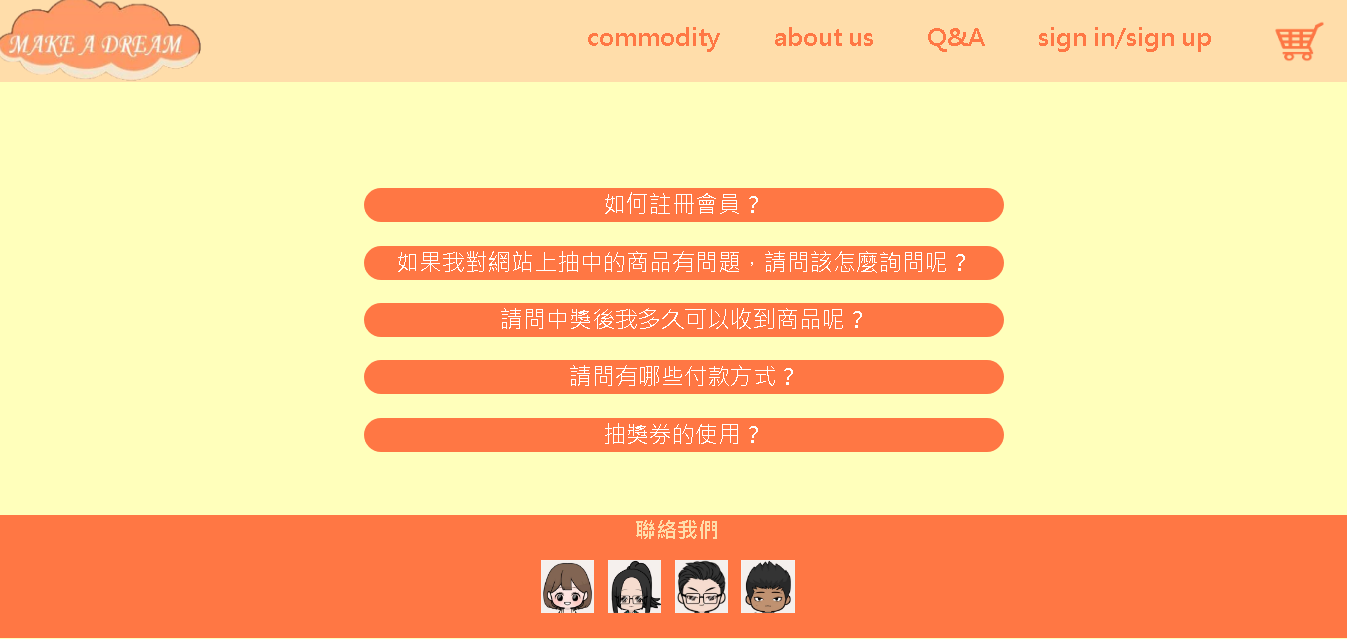 MAKE A DREAM
commodity about us Q&A sign in/sign up
如何註冊會員？
如果我對網站上抽中的商品有問題，請問該怎麼詢問呢？
請問中獎後我多久可以收到商品呢？
請問有哪些付款方式？
抽獎券的使用？
聯絡我們